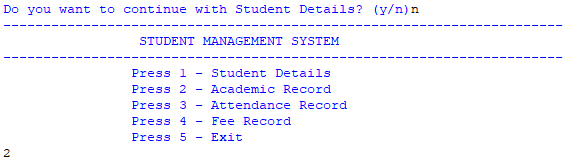 Do you want to continue with Student Details? (y/n)n
----------------------------------------------------------------------
STUDENT MANAGEMENT SYSTEM
----------------------------------------------------------------------
Press 1 - Student Details
Press 2 - Academic Record
Press 3 - Attendance Record
Press 4 - Fee Record
Press 5 - Exit
2